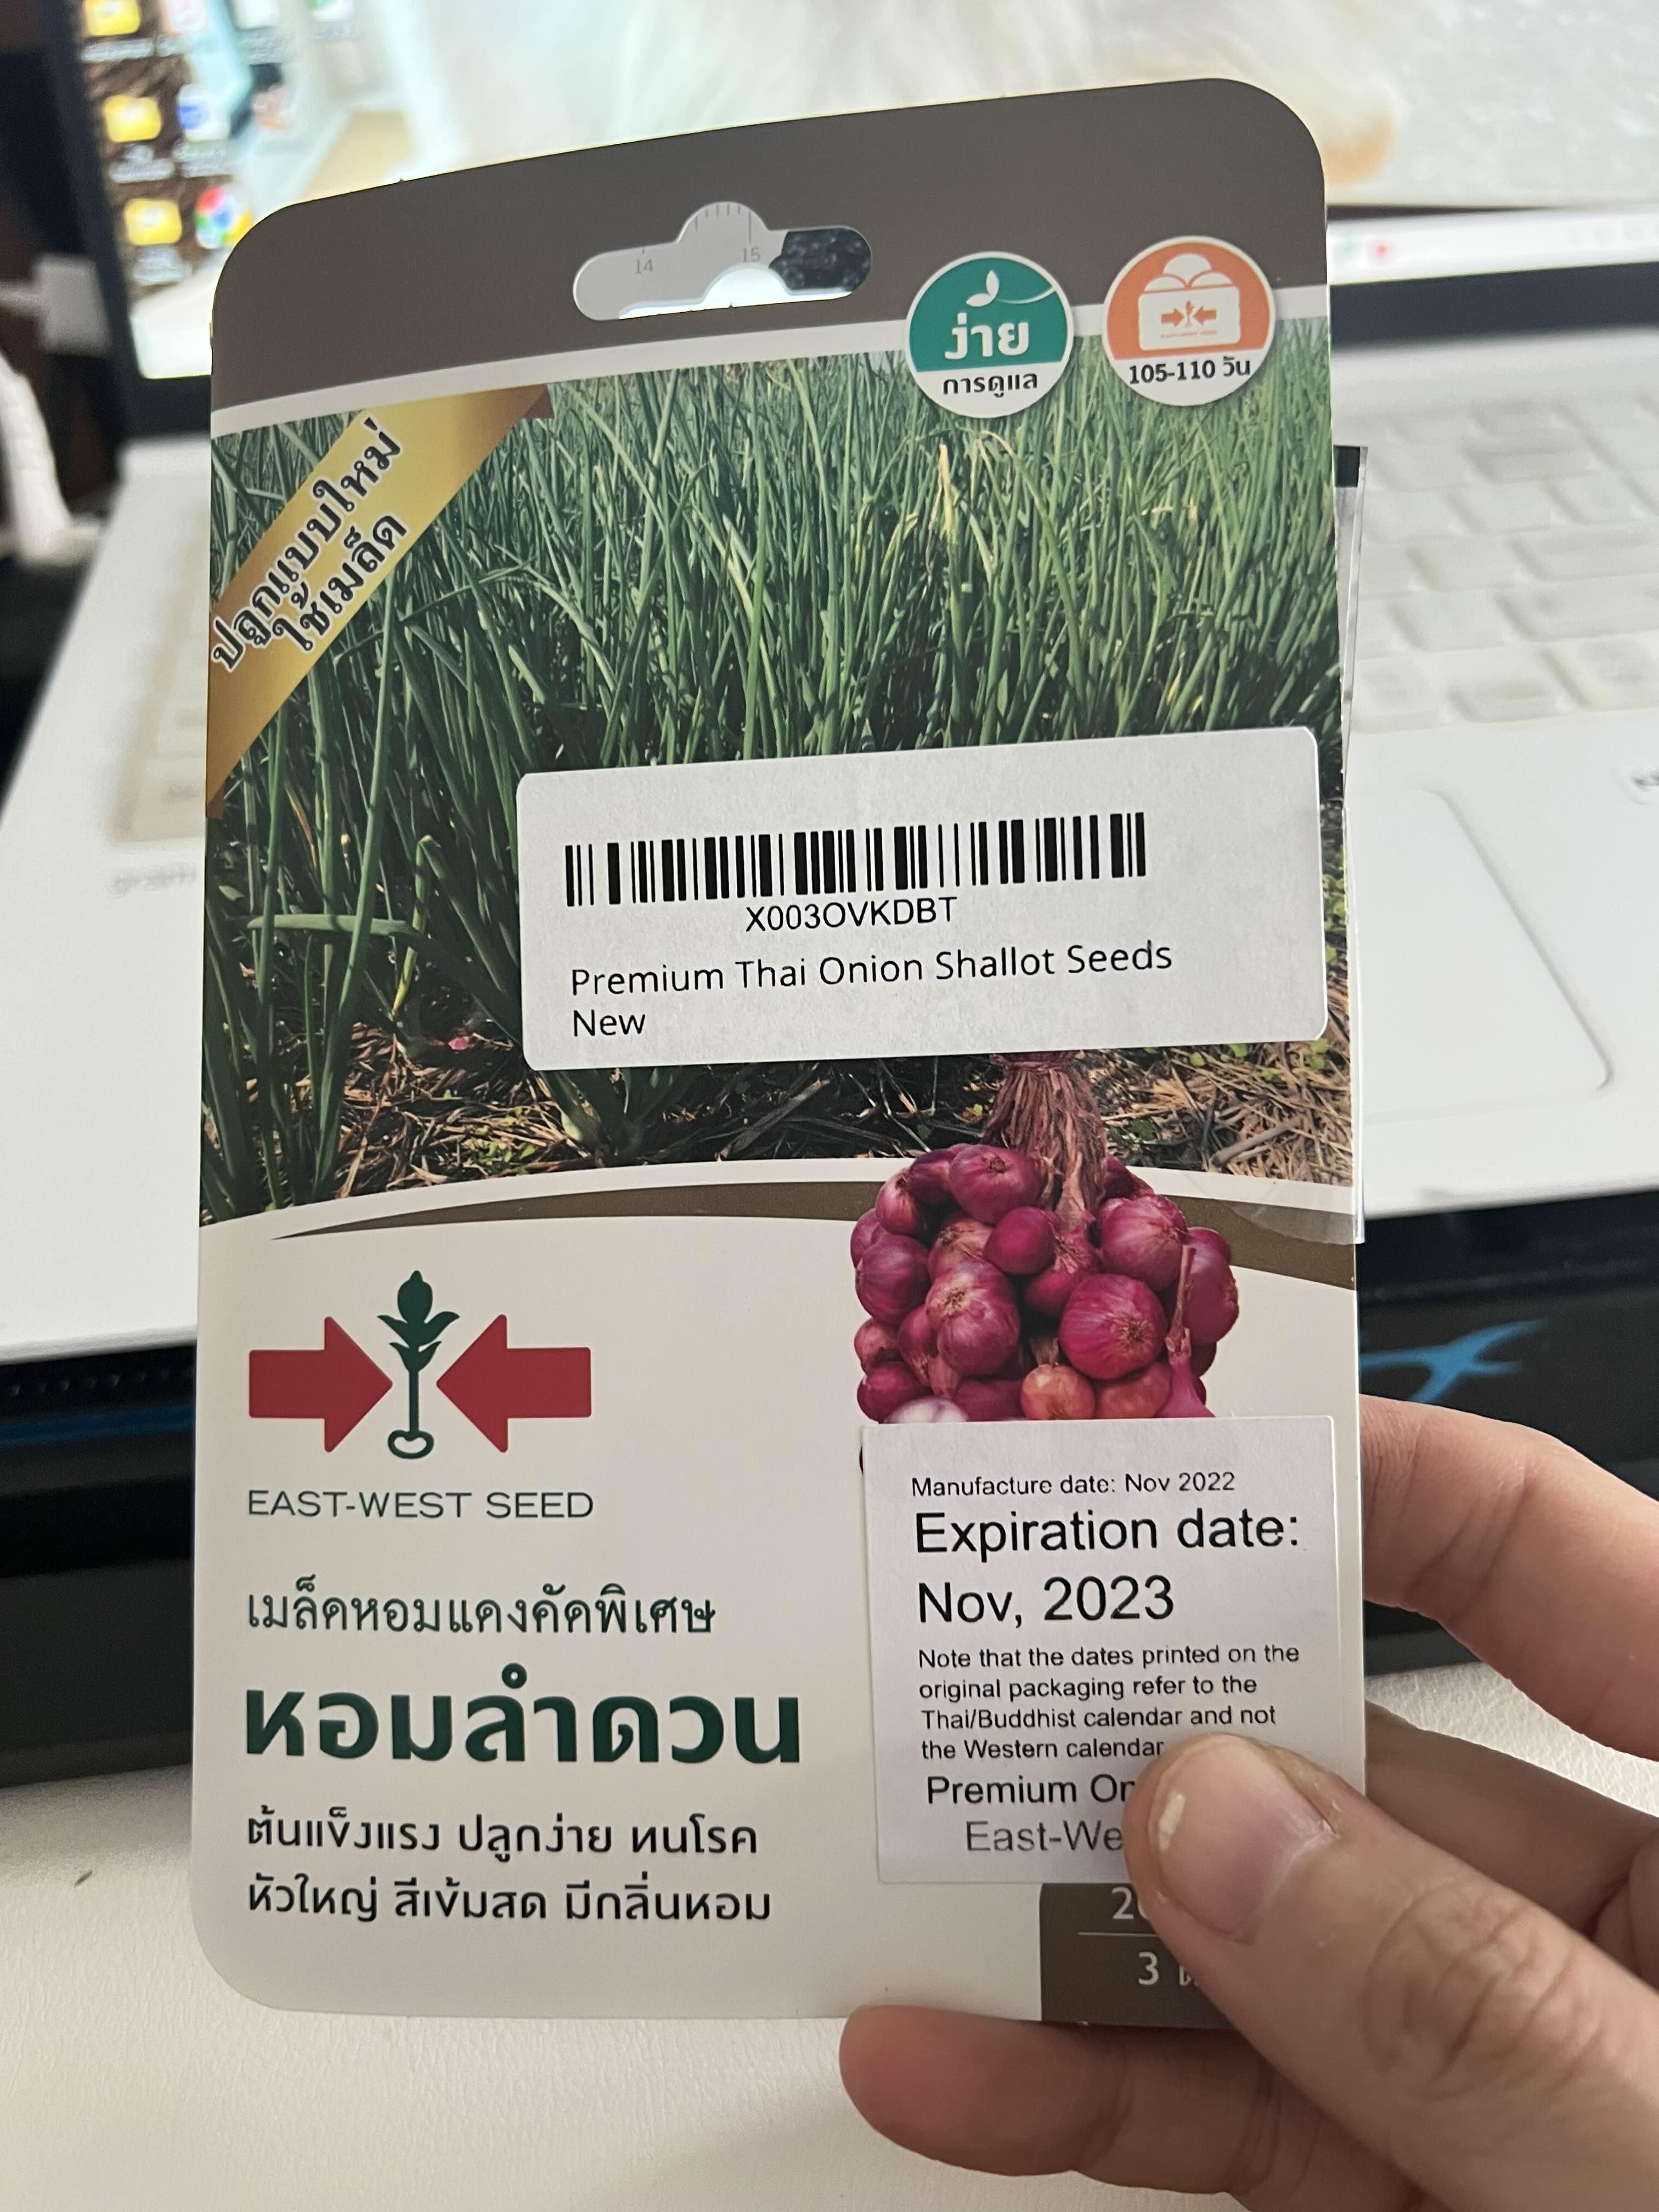 14 15
ง่าย
การดูแล
105-110 วัน
ปลูกแบบใหม่
ใช้เมล็ด
X003OVKDBT
Premium Thai Onion Shallot Seeds
New
EAST-WEST SEED
เมล็ดหอมแดงคัดพิเศษ
หอมลำดวน
ต้นแข็งแรง ปลูกง่าย ทนโรค
หัวใหญ่ สีเข้มสด มีกลิ่นหอม
Manufacture date: Nov 2022
Expiration date:
Nov, 2023
Note that the dates printed on the
original packaging refer to the
Thai/Buddhist calendar and not
the Western calendar
Premium
3